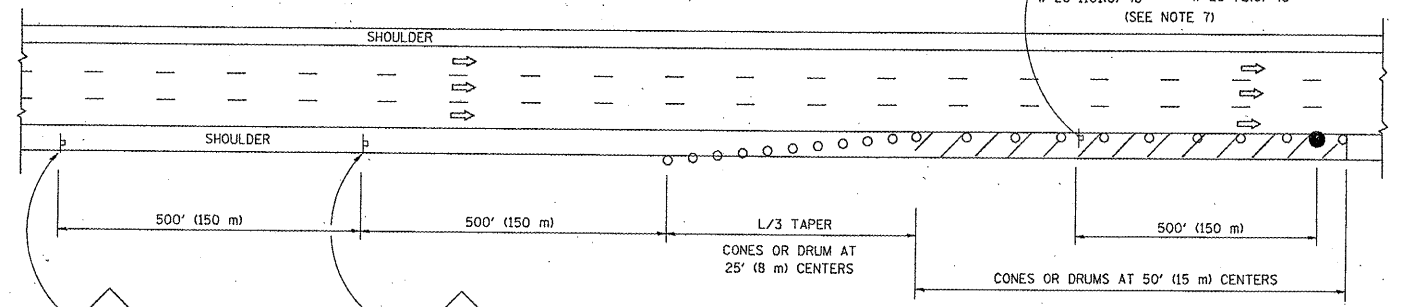 (SEE NOTE 7)
SHOULDER
SHOULDER
500' (150 m)
500' (150 m)
L/3 TAPER
CONES OR DRUM AT
25' (8 m) CENTERS
500' (150 m)
CONES OR DRUMS AT 50' (15 m) CENTERS